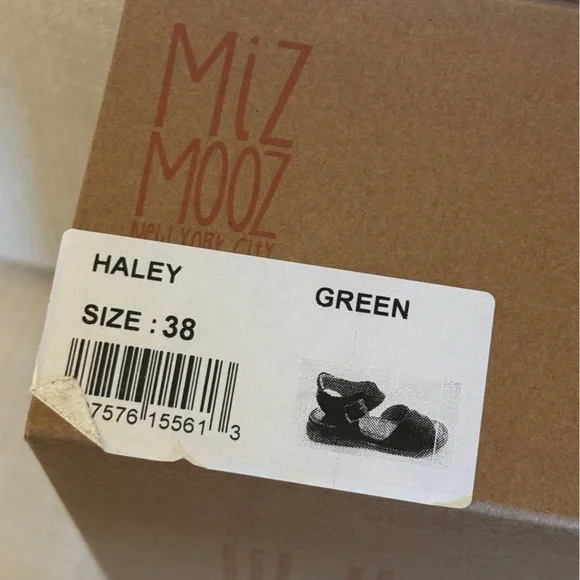 MiZ
MOOZ
NEW YORK CiTY
HALEY
GREEN
SIZE : 38
7576 15561 3